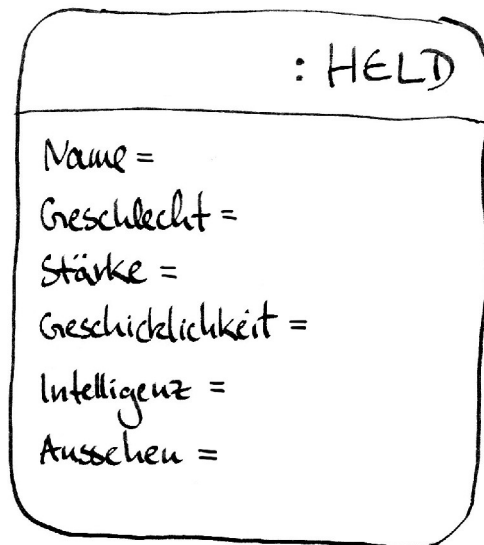 : HELD
Name =
Geschlecht =
Stärke =
Geschicklichkeit =
Intelligenz =
Aussehen =